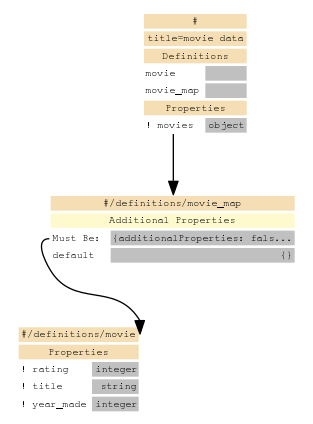 #
title=movie data
Definitions
movie
movie_map
Properties
! movies object
#/definitions/movie_map
Additional Properties
Must Be: {additionalProperties: fals...
default {}
#/definitions/movie
Properties
! rating integer
! title string
! year_made integer